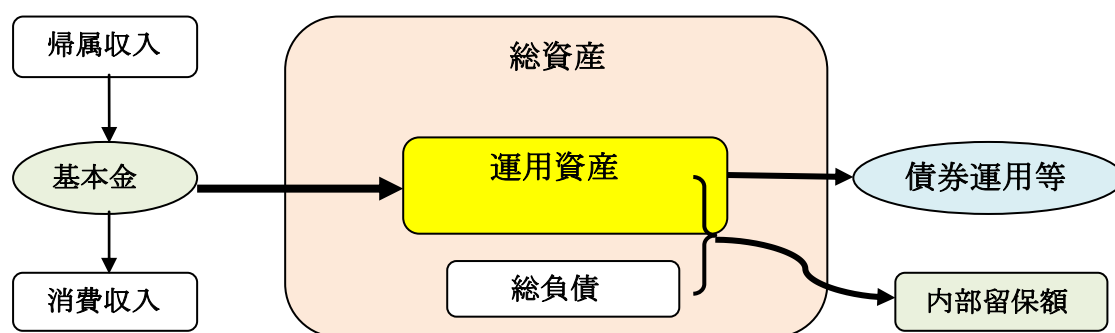 帰属収入
総資産
基本金
運用資産
債券運用等
消費収入
総負債
内部留保額